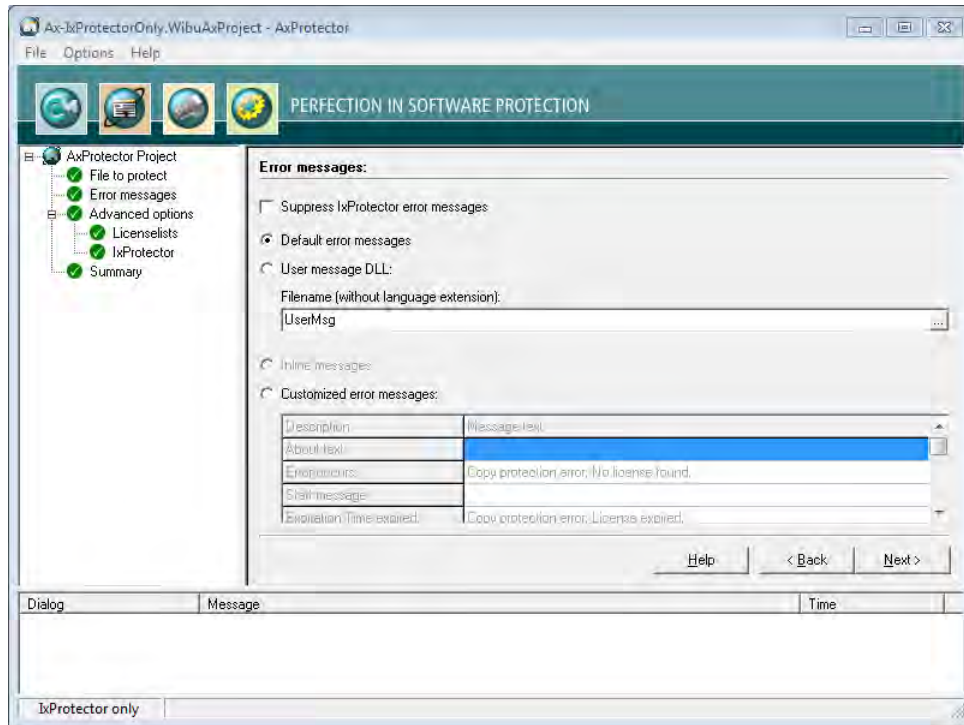 Ax-IxProtectorOnly.WibuAxProject - AxProtector
File Options Help
PERFECTION IN SOFTWARE PROTECTION
AxProtector Project
File to protect
Error messages
Advanced options
Licenselists
IxProtector
Summary
Error messages:
Suppress IxProtector error messages
Default error messages
User message DLL:
Filename (without language extension):
UserMsg
...
Inline messages
Customized error messages:
Description Message text
About text
Error occurs Copy protection error, No license found.
Start message
Expiration Time expired. Copy protection error. License expired.
Help < Back Next >
Dialog Message Time
IxProtector only